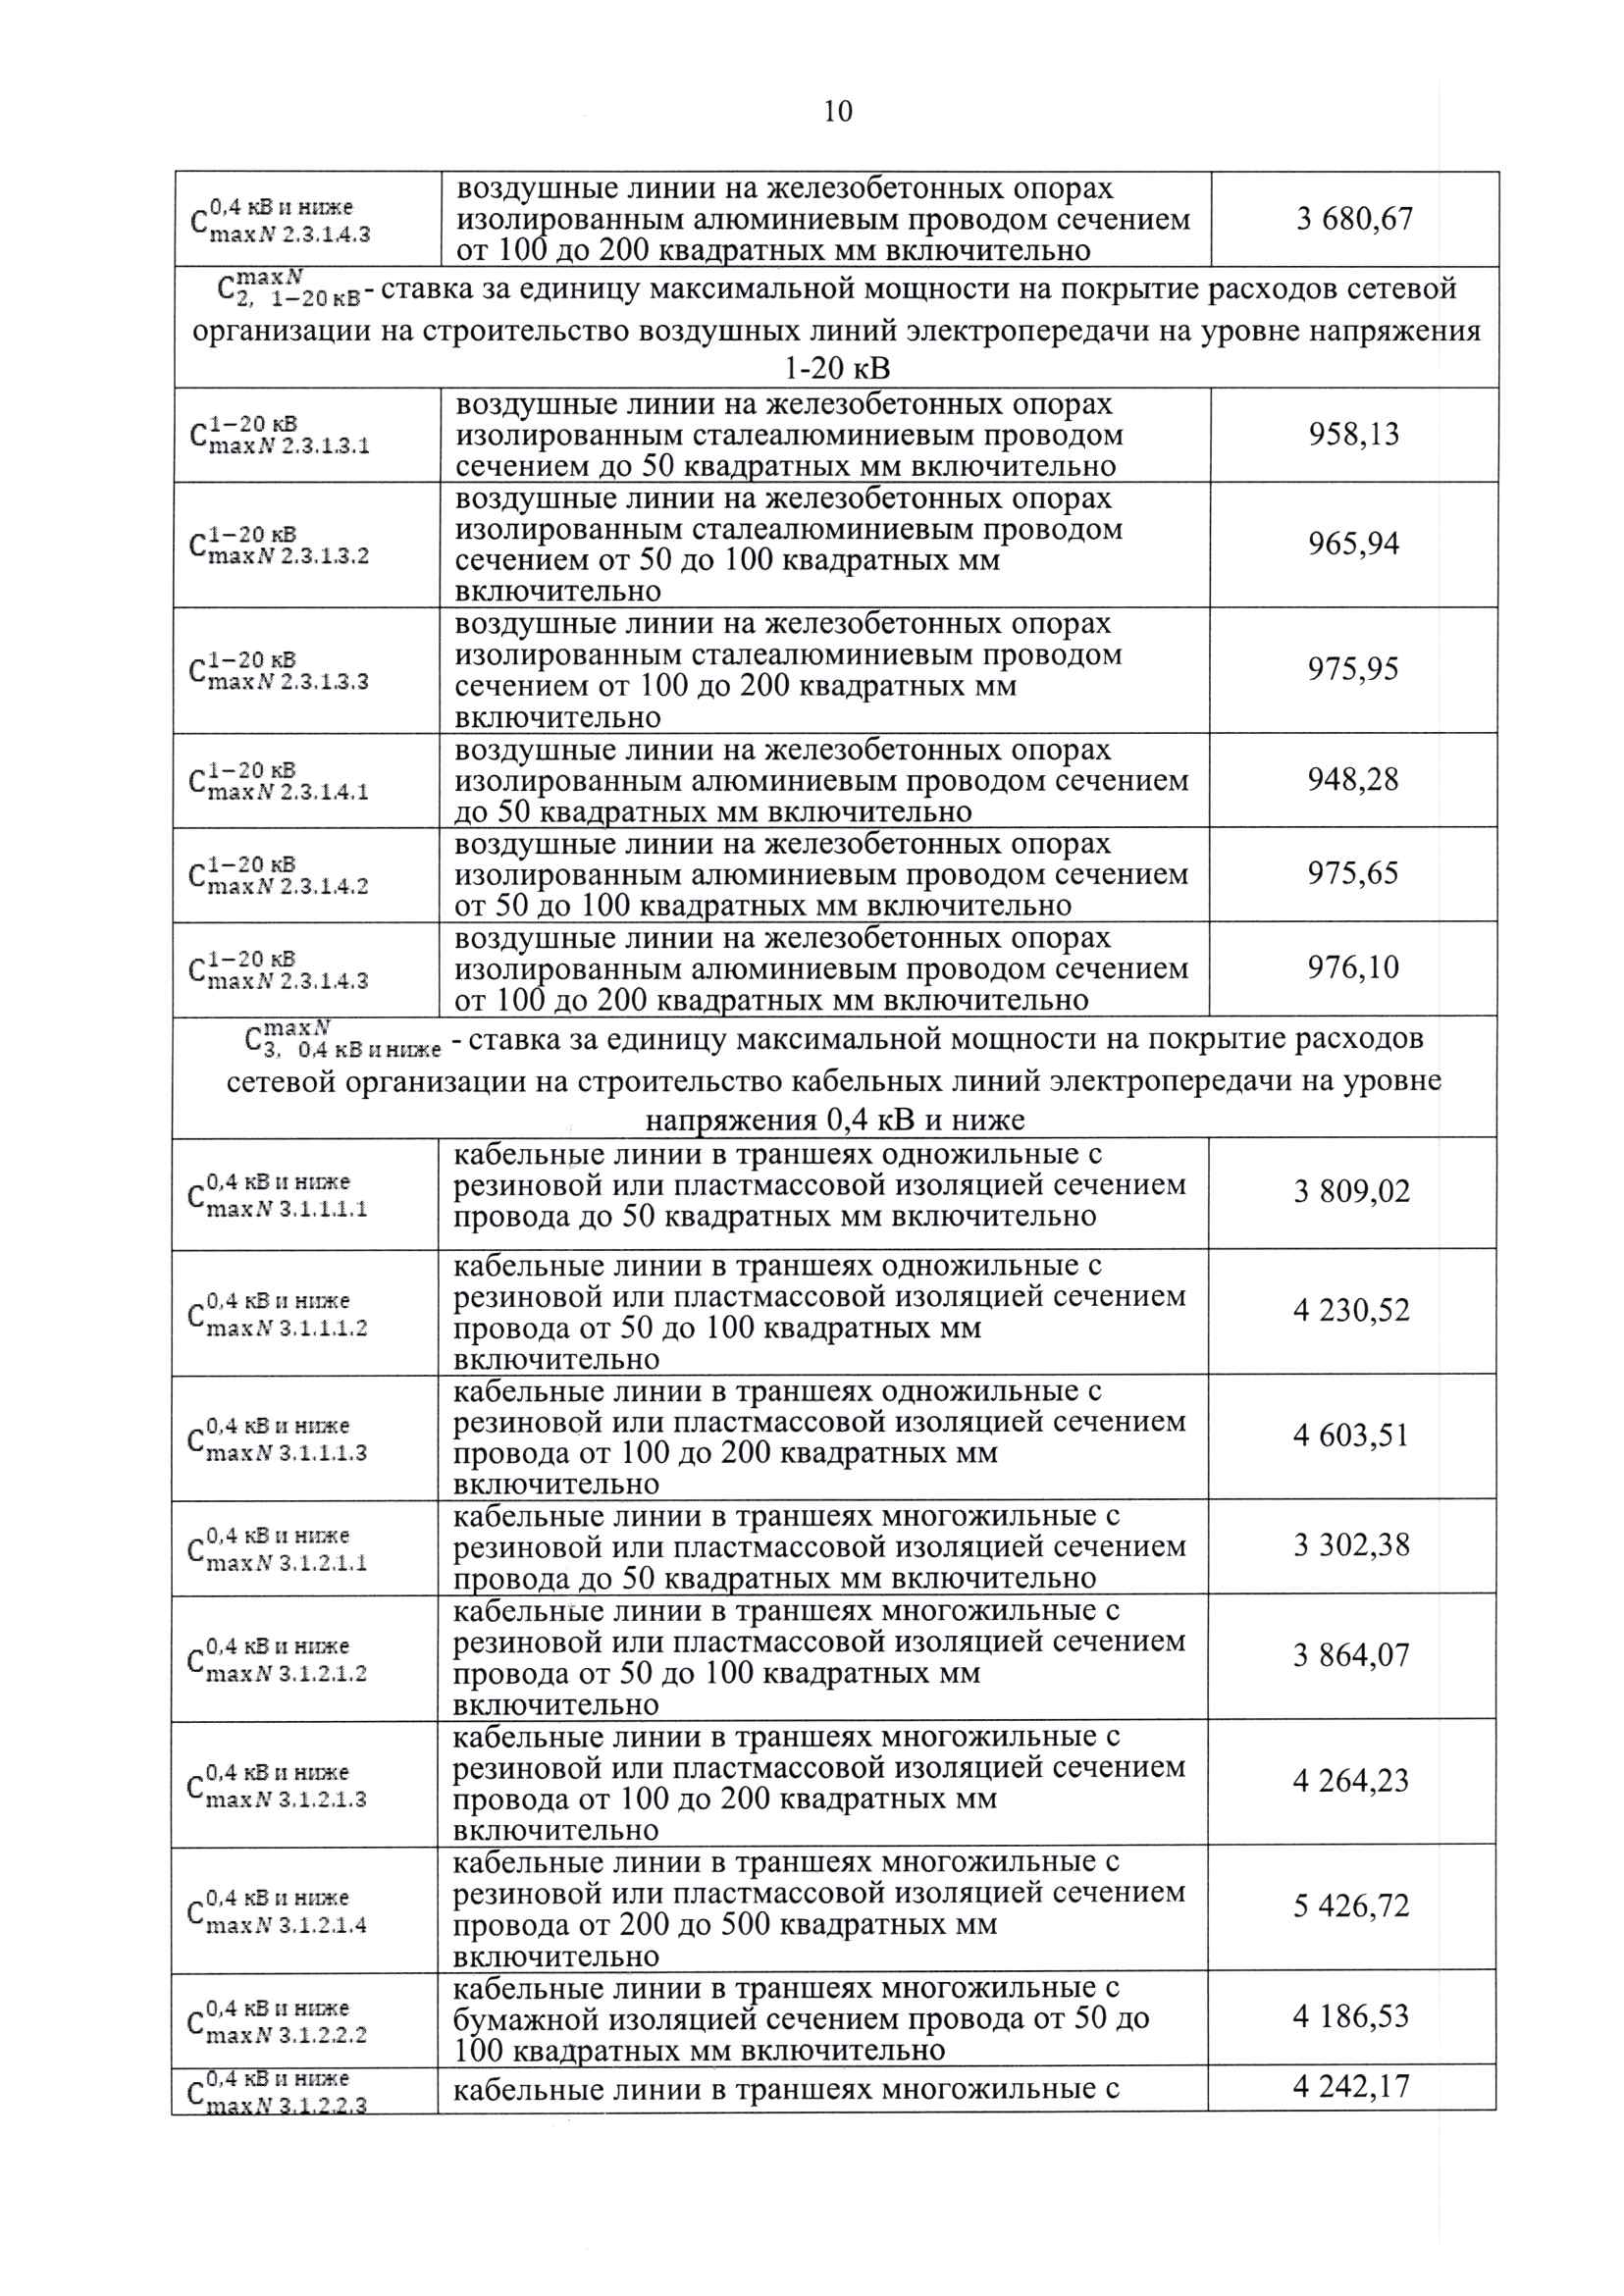 10
C 0,4 кВ и ниже maxN 2.3.1.4.3
воздушные линии на железобетонных опорах
изолированным алюминиевым проводом сечением
от 100 до 200 квадратных мм включительно
3 680,67
C maxN 2, 1–20 кВ - ставка за единицу максимальной мощности на покрытие расходов сетевой
организации на строительство воздушных линий электропередачи на уровне напряжения
1-20 кВ
C 1–20 кВ maxN 2.3.1.3.1
воздушные линии на железобетонных опорах
изолированным сталеалюминиевым проводом
сечением до 50 квадратных мм включительно
958,13
C 1–20 кВ maxN 2.3.1.3.2
воздушные линии на железобетонных опорах
изолированным сталеалюминиевым проводом
сечением от 50 до 100 квадратных мм
включительно
965,94
C 1–20 кВ maxN 2.3.1.3.3
воздушные линии на железобетонных опорах
изолированным сталеалюминиевым проводом
сечением от 100 до 200 квадратных мм
включительно
975,95
C 1–20 кВ maxN 2.3.1.4.1
воздушные линии на железобетонных опорах
изолированным алюминиевым проводом сечением
до 50 квадратных мм включительно
948,28
C 1–20 кВ maxN 2.3.1.4.2
воздушные линии на железобетонных опорах
изолированным алюминиевым проводом сечением
от 50 до 100 квадратных мм включительно
975,65
C 1–20 кВ maxN 2.3.1.4.3
воздушные линии на железобетонных опорах
изолированным алюминиевым проводом сечением
от 100 до 200 квадратных мм включительно
976,10
C maxN 3, 0,4 кВ и ниже - ставка за единицу максимальной мощности на покрытие расходов
сетевой организации на строительство кабельных линий электропередачи на уровне
напряжения 0,4 кВ и ниже
C 0,4 кВ и ниже maxN 3.1.1.1.1
кабельные линии в траншеях одножильные с
резиновой или пластмассовой изоляцией сечением
провода до 50 квадратных мм включительно
3 809,02
C 0,4 кВ и ниже maxN 3.1.1.1.2
кабельные линии в траншеях одножильные с
резиновой или пластмассовой изоляцией сечением
провода от 50 до 100 квадратных мм
включительно
4 230,52
C 0,4 кВ и ниже maxN 3.1.1.1.3
кабельные линии в траншеях одножильные с
резиновой или пластмассовой изоляцией сечением
провода от 100 до 200 квадратных мм
включительно
4 603,51
C 0,4 кВ и ниже maxN 3.1.2.1.1
кабельные линии в траншеях многожильные с
резиновой или пластмассовой изоляцией сечением
провода до 50 квадратных мм включительно
3 302,38
C 0,4 кВ и ниже maxN 3.1.2.1.2
кабельные линии в траншеях многожильные с
резиновой или пластмассовой изоляцией сечением
провода от 50 до 100 квадратных мм
включительно
3 864,07
C 0,4 кВ и ниже maxN 3.1.2.1.3
кабельные линии в траншеях многожильные с
резиновой или пластмассовой изоляцией сечением
провода от 100 до 200 квадратных мм
включительно
4 264,23
C 0,4 кВ и ниже maxN 3.1.2.1.4
кабельные линии в траншеях многожильные с
резиновой или пластмассовой изоляцией сечением
провода от 200 до 500 квадратных мм
включительно
5 426,72
C 0,4 кВ и ниже maxN 3.1.2.2.2
кабельные линии в траншеях многожильные с
бумажной изоляцией сечением провода от 50 до
100 квадратных мм включительно
4 186,53
C 0,4 кВ и ниже maxN 3.1.2.2.3
кабельные линии в траншеях многожильные с
4 242,17